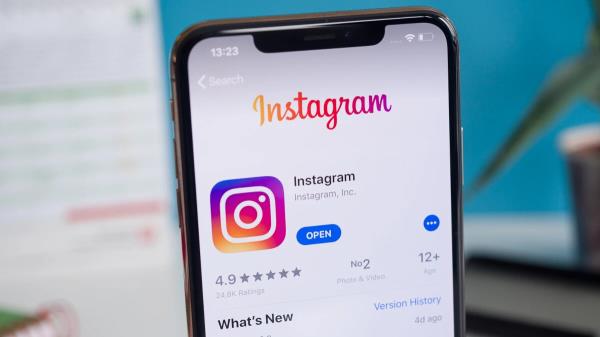 13:23
Search
Instagram
Instagram
Instagram, Inc.
OPEN
4.9
No2
12+
24.8K Ratings
Photo & Video
Age
What's New
Version History
4d ago